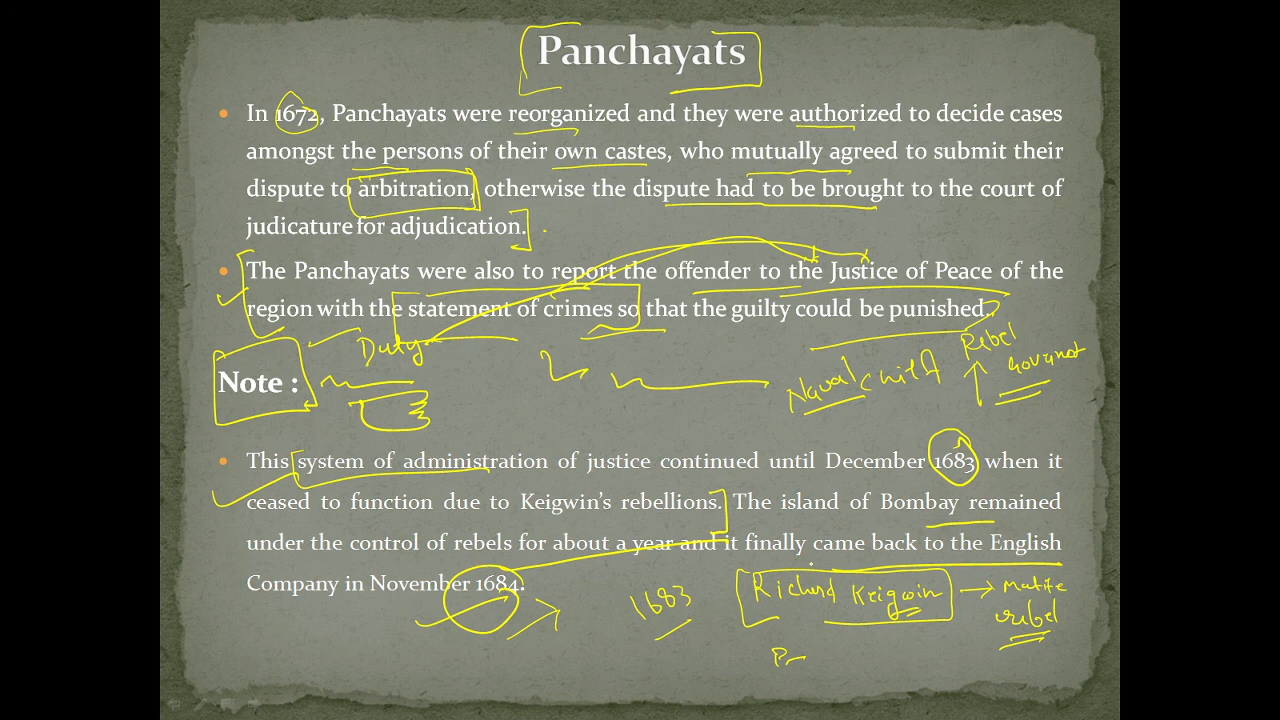 Panchayats
In 1672, Panchayats were reorganized and they were authorized to decide cases
amongst the persons of their own castes, who mutually agreed to submit their
dispute to arbitration, otherwise the dispute had to be brought to the court of
judicature for adjudication.
The Panchayats were also to report the offender to the Justice of Peace of the
region with the statement of crimes so that the guilty could be punished.
Duty
Rebel
Naval
Note :
This system of administration of justice continued until December 1683 when it
ceased to function due to Keigwin's rebellions. The island of Bombay remained
under the control of rebels for about a year and it finally came back to the English
Company in November 1684.
1683
Richard Keigwin
rebel